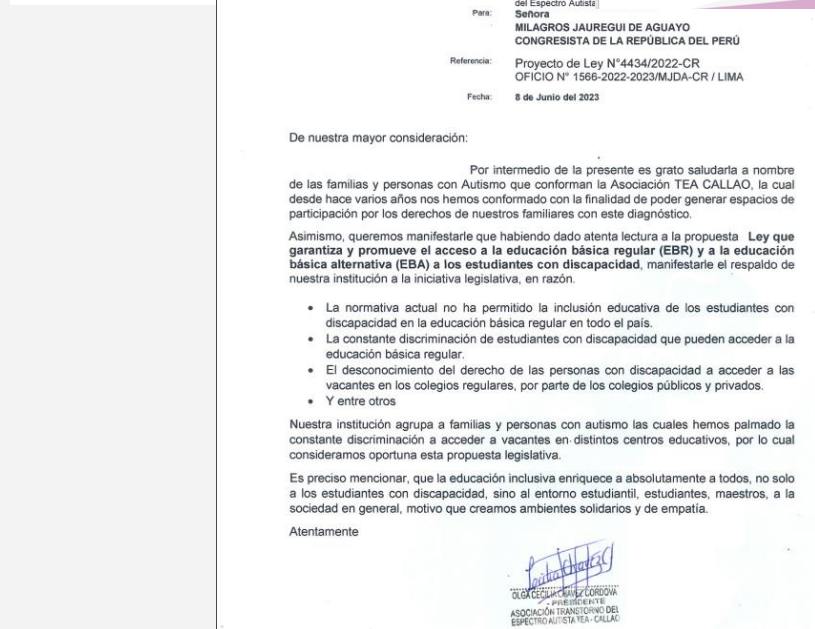 del Espectro Autista
Para: Señora
MILAGROS JAUREGUI DE AGUAYO
CONGRESISTA DE LA REPÚBLICA DEL PERÚ
Referencia: Proyecto de Ley N°4434/2022-CR
OFICIO N° 1566-2022-2023/MJDA-CR / LIMA
Fecha: 8 de Junio del 2023
De nuestra mayor consideración:
Por intermedio de la presente es grato saludarla a nombre
de las familias y personas con Autismo que conforman la Asociación TEA CALLAO, la cual
desde hace varios años nos hemos conformado con la finalidad de poder generar espacios de
participación por los derechos de nuestros familiares con este diagnóstico.
Asimismo, queremos manifestarle que habiendo dado atenta lectura a la propuesta Ley que
garantiza y promueve el acceso a la educación básica regular (EBR) y a la educación
básica alternativa (EBA) a los estudiantes con discapacidad, manifestarle el respaldo de
nuestra institución a la iniciativa legislativa, en razón.
• La normativa actual no ha permitido la inclusión educativa de los estudiantes con
discapacidad en la educación básica regular en todo el país.
• La constante discriminación de estudiantes con discapacidad que pueden acceder a la
educación básica regular.
• El desconocimiento del derecho de las personas con discapacidad a acceder a las
vacantes en los colegios regulares, por parte de los colegios públicos y privados.
• Y entre otros
Nuestra institución agrupa a familias y personas con autismo las cuales hemos palmado la
constante discriminación a acceder a vacantes en distintos centros educativos, por lo cual
consideramos oportuna esta propuesta legislativa.
Es preciso mencionar, que la educación inclusiva enriquece a absolutamente a todos, no solo
a los estudiantes con discapacidad, sino al entorno estudiantil, estudiantes, maestros, a la
sociedad en general, motivo que creamos ambientes solidarios y de empatía.
Atentamente
Cecilia Chavez C
OLGA CECILIA CHAVEZ CORDOVA
- PRESIDENTE
ASOCIACIÓN TRANSTORNO DEL
ESPECTRO AUTISTA TEA - CALLAO